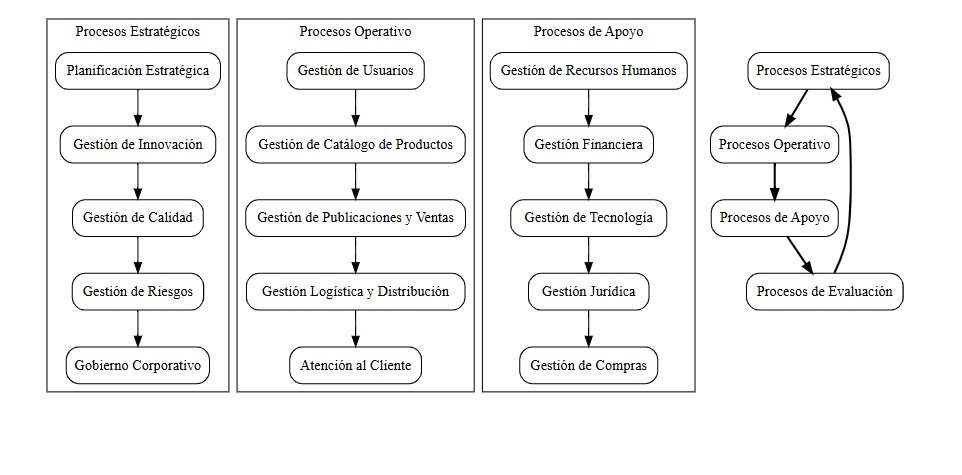 Procesos Estratégicos
Planificación Estratégica
Gestión de Innovación
Gestión de Calidad
Gestión de Riesgos
Gobierno Corporativo
Procesos Operativo
Gestión de Usuarios
Gestión de Catálogo de Productos
Gestión de Publicaciones y Ventas
Gestión Logística y Distribución
Atención al Cliente
Procesos de Apoyo
Gestión de Recursos Humanos
Gestión Financiera
Gestión de Tecnología
Gestión Jurídica
Gestión de Compras
Procesos Estratégicos
Procesos Operativo
Procesos de Apoyo
Procesos de Evaluación